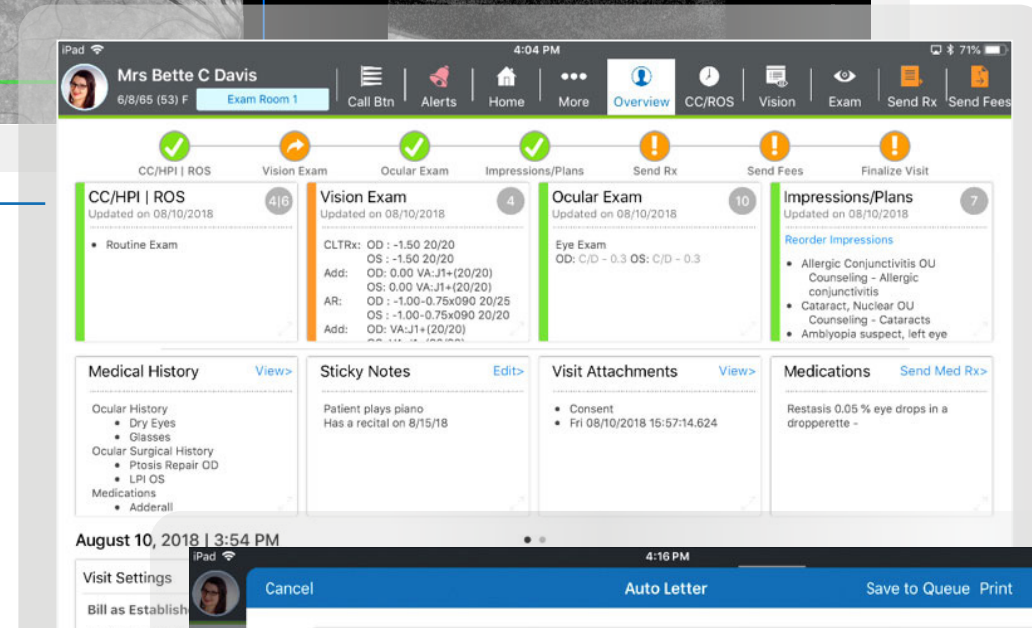 iPad 4:04 PM 71%
Mrs Bette C Davis
6/8/65 (53) F Exam Room 1
Call Btn Alerts Home More Overview CC/ROS Vision Exam Send Rx Send Fees
CC/HPI | ROS Vision Exam Ocular Exam Impressions/Plans Send Rx Send Fees Finalize Visit
CC/HPI | ROS 4|6
Updated on 08/10/2018
• Routine Exam
Vision Exam 4
Updated on 08/10/2018
CLTRx: OD : -1.50 20/20
OS : -1.50 20/20
Add: OD: 0.00 VA:J1+(20/20)
OS: 0.00 VA:J1+(20/20)
AR: OD : -1.00-0.75x090 20/25
OS : -1.00-0.75x090 20/20
Add: OD: VA:J1+(20/20)
Ocular Exam 10
Updated on 08/10/2018
Eye Exam
OD: C/D - 0.3 OS: C/D - 0.3
Impressions/Plans 7
Updated on 08/10/2018
Reorder Impressions
• Allergic Conjunctivitis OU
Counseling - Allergic
conjunctivitis
• Cataract, Nuclear OU
Counseling - Cataracts
• Amblyopia suspect, left eye
Medical History View>
Ocular History
• Dry Eyes
• Glasses
Ocular Surgical History
• Ptosis Repair OD
• LPI OS
Medications
• Adderall
Sticky Notes Edit>
Patient plays piano
Has a recital on 8/15/18
Visit Attachments View>
• Consent
• Fri 08/10/2018 15:57:14.624
Medications Send Med Rx>
Restasis 0.05 % eye drops in a
dropperette -
August 10, 2018 | 3:54 PM
Visit Settings
Bill as Establish
iPad 4:16 PM
Cancel Auto Letter Save to Queue Print